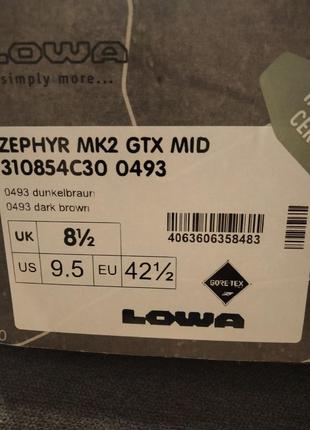 LOWA
simply more...
ZEPHYR MK2 GTX MID
310854C30 0493
0493 dunkelbraun
0493 dark brown
UK 8½
4063606358483
US 9.5 EU 42½
GORE-TEX
LOWA